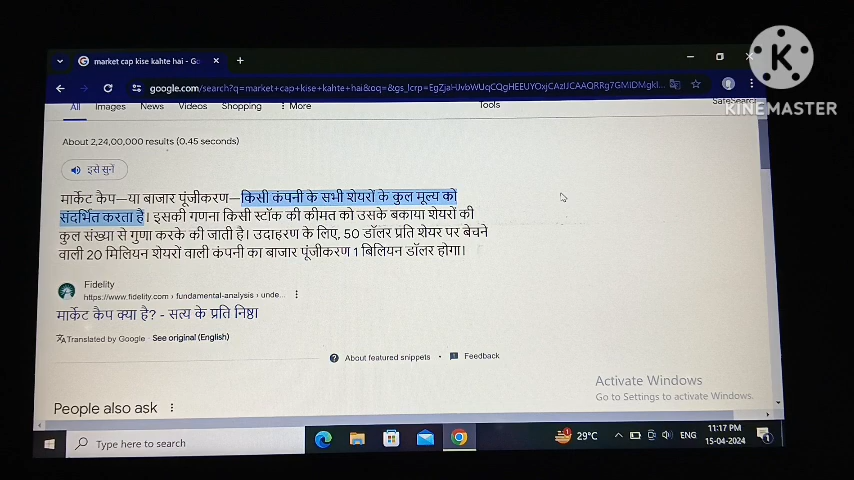 market cap kise kahte hai - Go
google.com/search?q=market+cap+kise+kahte+hai&oq=&gs_lcrp=
All Images News Videos Shopping More Tools SafeSearch
About 2,24,00,000 results (0.45 seconds)
इसे सुनें
मार्केट कैप—या बाजार पूंजीकरण—किसी कंपनी के सभी शेयरों के कुल मूल्य को
संदर्भित करता है। इसकी गणना किसी स्टॉक की कीमत को उसके बकाया शेयरों की
कुल संख्या से गुणा करके की जाती है। उदाहरण के लिए, 50 डॉलर प्रति शेयर पर बेचने
वाली 20 मिलियन शेयरों वाली कंपनी का बाजार पूंजीकरण 1 बिलियन डॉलर होगा।
Fidelity
https://www.fidelity.com › fundamental-analysis › unde...
मार्केट कैप क्या है? - सत्य के प्रति निष्ठा
Translated by Google · See original (English)
About featured snippets • Feedback
People also ask
Activate Windows
Go to Settings to activate Windows.
Type here to search
29°C
ENG
11:17 PM
15-04-2024
K
KINEMASTER